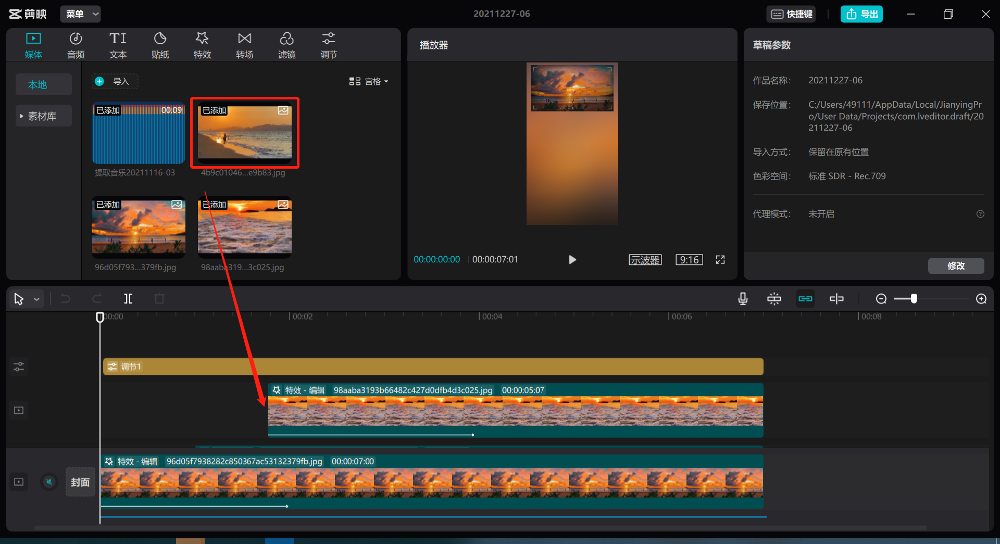 剪映
菜单
20211227-06
快捷键
导出
媒体
音频
文本
贴纸
特效
转场
滤镜
调节
本地
素材库
导入
宫格
已添加
00:09
提取音乐20211116-03
已添加
4b9c01046...e9b83.jpg
已添加
96d05f793...379fb.jpg
已添加
98aaba319...3c025.jpg
播放器
00:00:00:00
00:00:07:01
示波器
9:16
草稿参数
作品名称： 20211227-06
保存位置： C:/Users/49111/AppData/Local/JianyingPr
o/User Data/Projects/com.lveditor.draft/20
211227-06
导入方式： 保留在原有位置
色彩空间： 标准 SDR - Rec.709
代理模式： 未开启
修改
00:00
00:02
00:04
00:06
00:08
调节1
特效 - 编辑 98aaba3193b66482c427d0dfb4d3c025.jpg 00:00:05:07
特效 - 编辑 96d05f7938282c850367ac53132379fb.jpg 00:00:07:00
封面